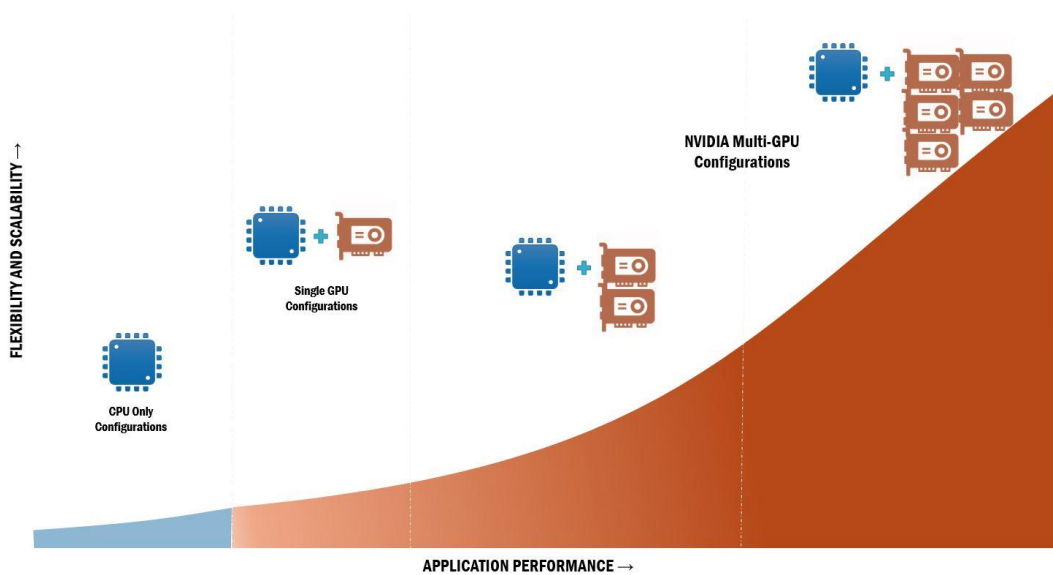 NVIDIA Multi-GPU
Configurations
FLEXIBILITY AND SCALABILITY →
Single GPU
Configurations
CPU Only
Configurations
APPLICATION PERFORMANCE →